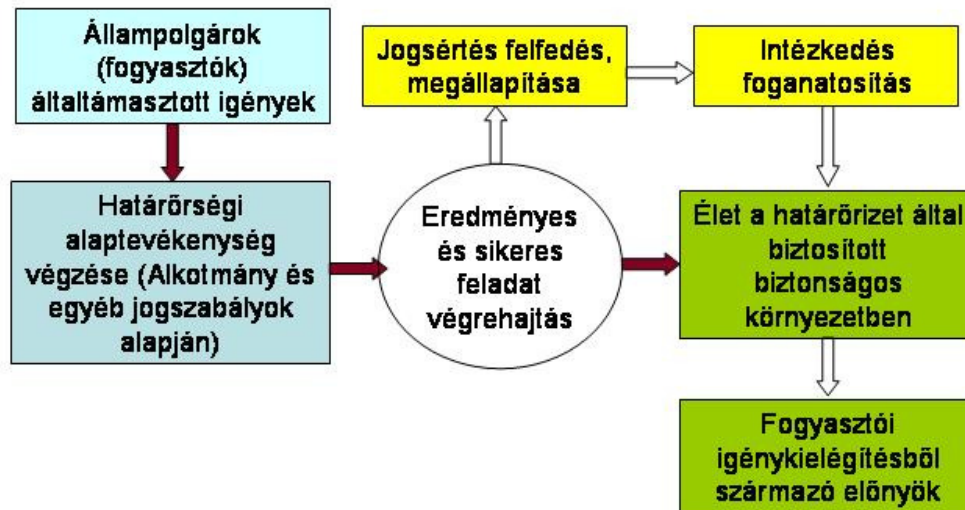 Állampolgárok
(fogyasztók)
általtámasztott igények
Határőrségi
alaptevékenység
végzése (Alkotmány és
egyéb jogszabályok
alapján)
Eredményes
és sikeres
feladat
végrehajtás
Jogsértés felfedés,
megállapítása
Intézkedés
foganatosítás
Élet a határőrizet által
biztosított
biztonságos
környezetben
Fogyasztói
igénykielégítésből
származó előnyök